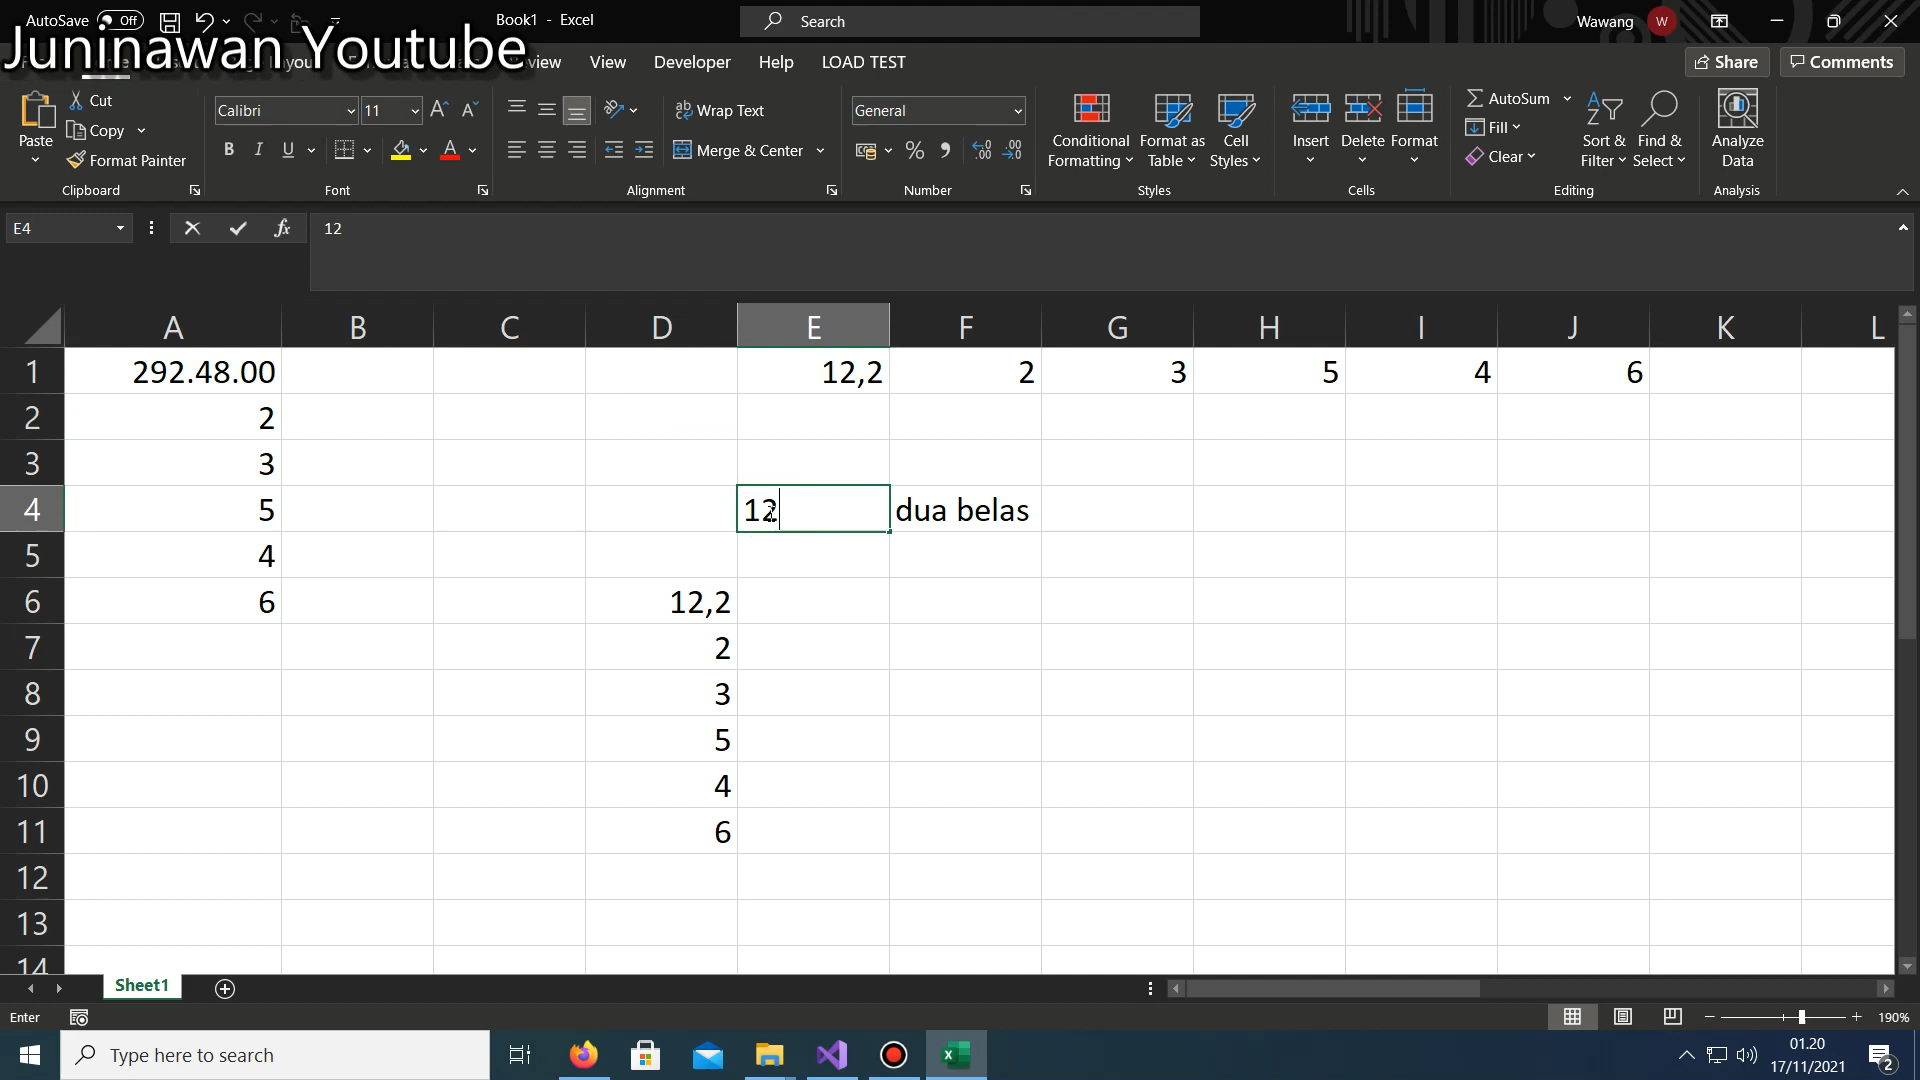 AutoSave Off
Book1 - Excel
Search
Wawang W
Juninawan Youtube
View
Developer
Help
LOAD TEST
Share
Comments
Paste
Cut
Copy
Format Painter
Clipboard
Calibri
11
B I U
A
Font
Wrap Text
Merge & Center
Alignment
General
%
Number
Conditional Formatting
Format as Table
Cell Styles
Styles
Insert
Delete
Format
Cells
AutoSum
Fill
Clear
Sort & Filter
Find & Select
Editing
Analyze Data
Analysis
E4
fx
12
A B C D E F G H I J K L
1 292.48.00 12,2 2 3 5 4 6
2 2
3 3
4 5 12 dua belas
5 4
6 6 12,2
7 2
8 3
9 5
10 4
11 6
12
13
14
Sheet1
Enter
190%
Type here to search
01.20
17/11/2021
2